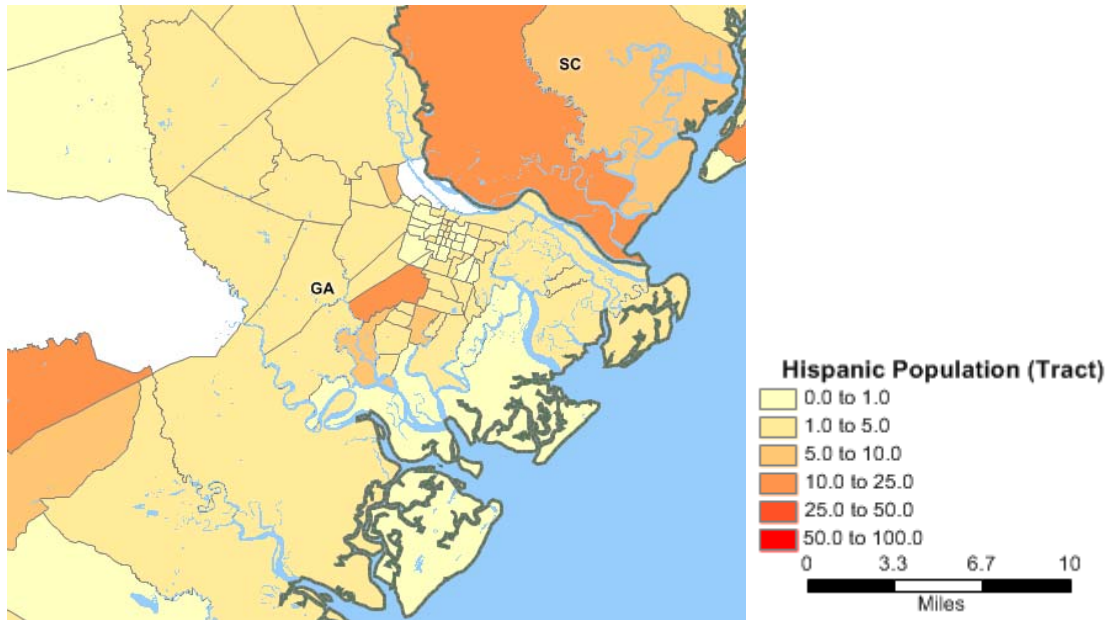 SC
GA
Hispanic Population (Tract)
0.0 to 1.0
1.0 to 5.0
5.0 to 10.0
10.0 to 25.0
25.0 to 50.0
50.0 to 100.0
0 3.3 6.7 10
Miles